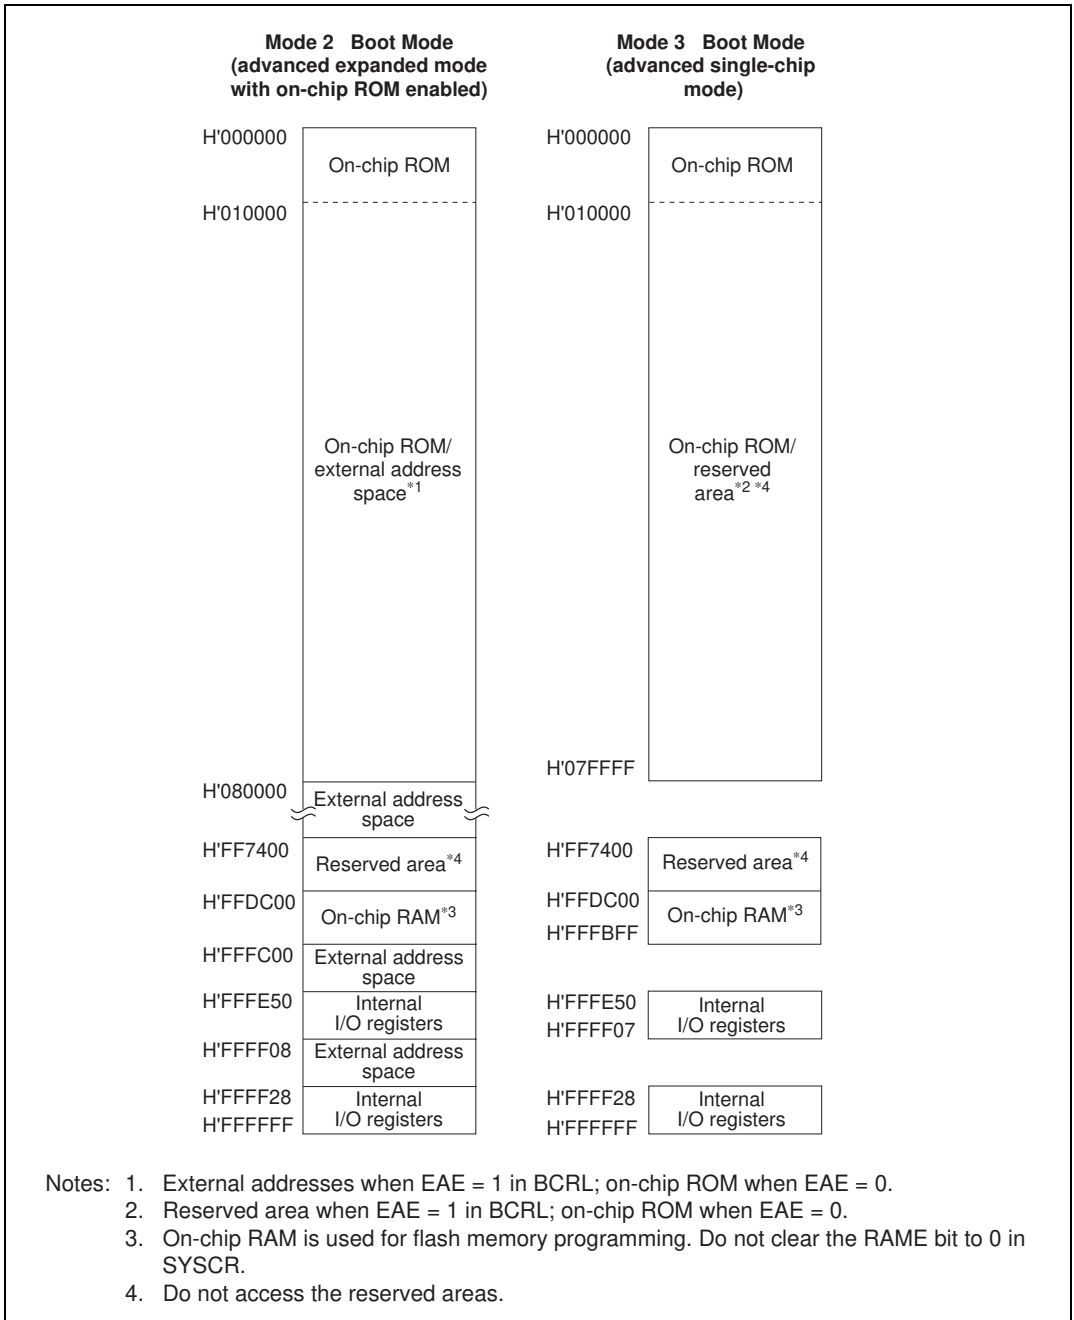 Mode 2 Boot Mode
(advanced expanded mode
with on-chip ROM enabled)
H'000000
On-chip ROM
H'010000
On-chip ROM/
external address
space*1
H'080000
External address
space
H'FF7400
Reserved area*4
H'FFDC00
On-chip RAM*3
H'FFFC00
External address
space
H'FFFE50
Internal
I/O registers
H'FFFF08
External address
space
H'FFFF28
Internal
I/O registers
H'FFFFFF
Mode 3 Boot Mode
(advanced single-chip
mode)
H'000000
On-chip ROM
H'010000
On-chip ROM/
reserved
area*2 *4
H'07FFFF
H'FF7400
Reserved area*4
H'FFDC00
On-chip RAM*3
H'FFFBFF
H'FFFE50
Internal
I/O registers
H'FFFF07
H'FFFF28
Internal
I/O registers
H'FFFFFF
Notes: 1. External addresses when EAE = 1 in BCRL; on-chip ROM when EAE = 0.
2. Reserved area when EAE = 1 in BCRL; on-chip ROM when EAE = 0.
3. On-chip RAM is used for flash memory programming. Do not clear the RAME bit to 0 in
SYSCR.
4. Do not access the reserved areas.